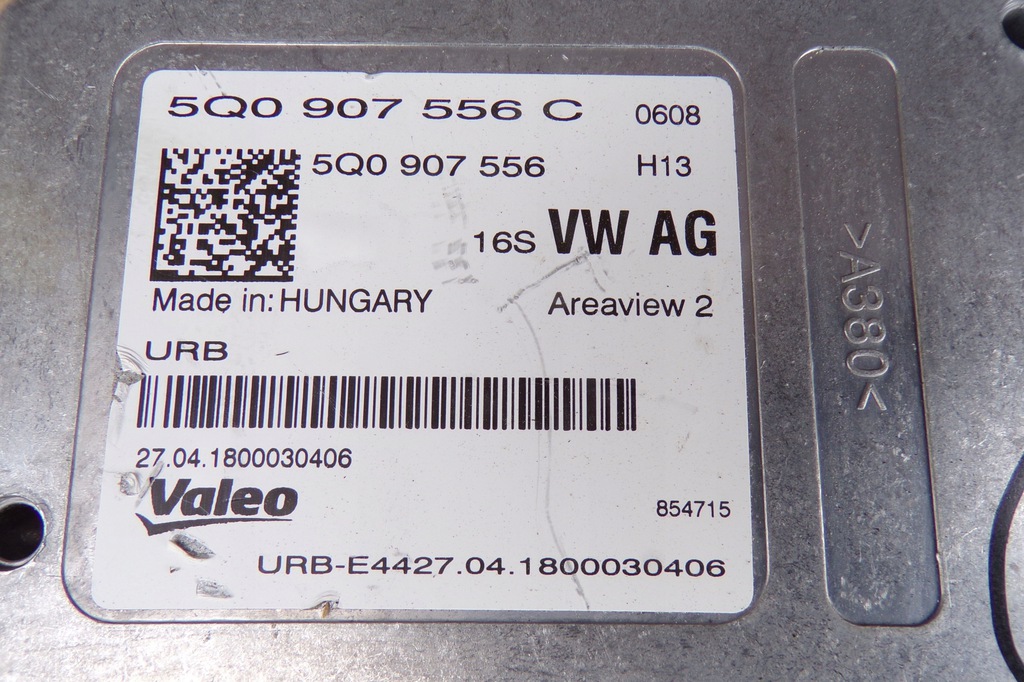 5Q0 907 556 C 0608
5Q0 907 556 H13
16S VW AG
Made in: HUNGARY Areaview 2
URB
27.04.1800030406
Valeo
854715
URB-E4427.04.1800030406
>A380<